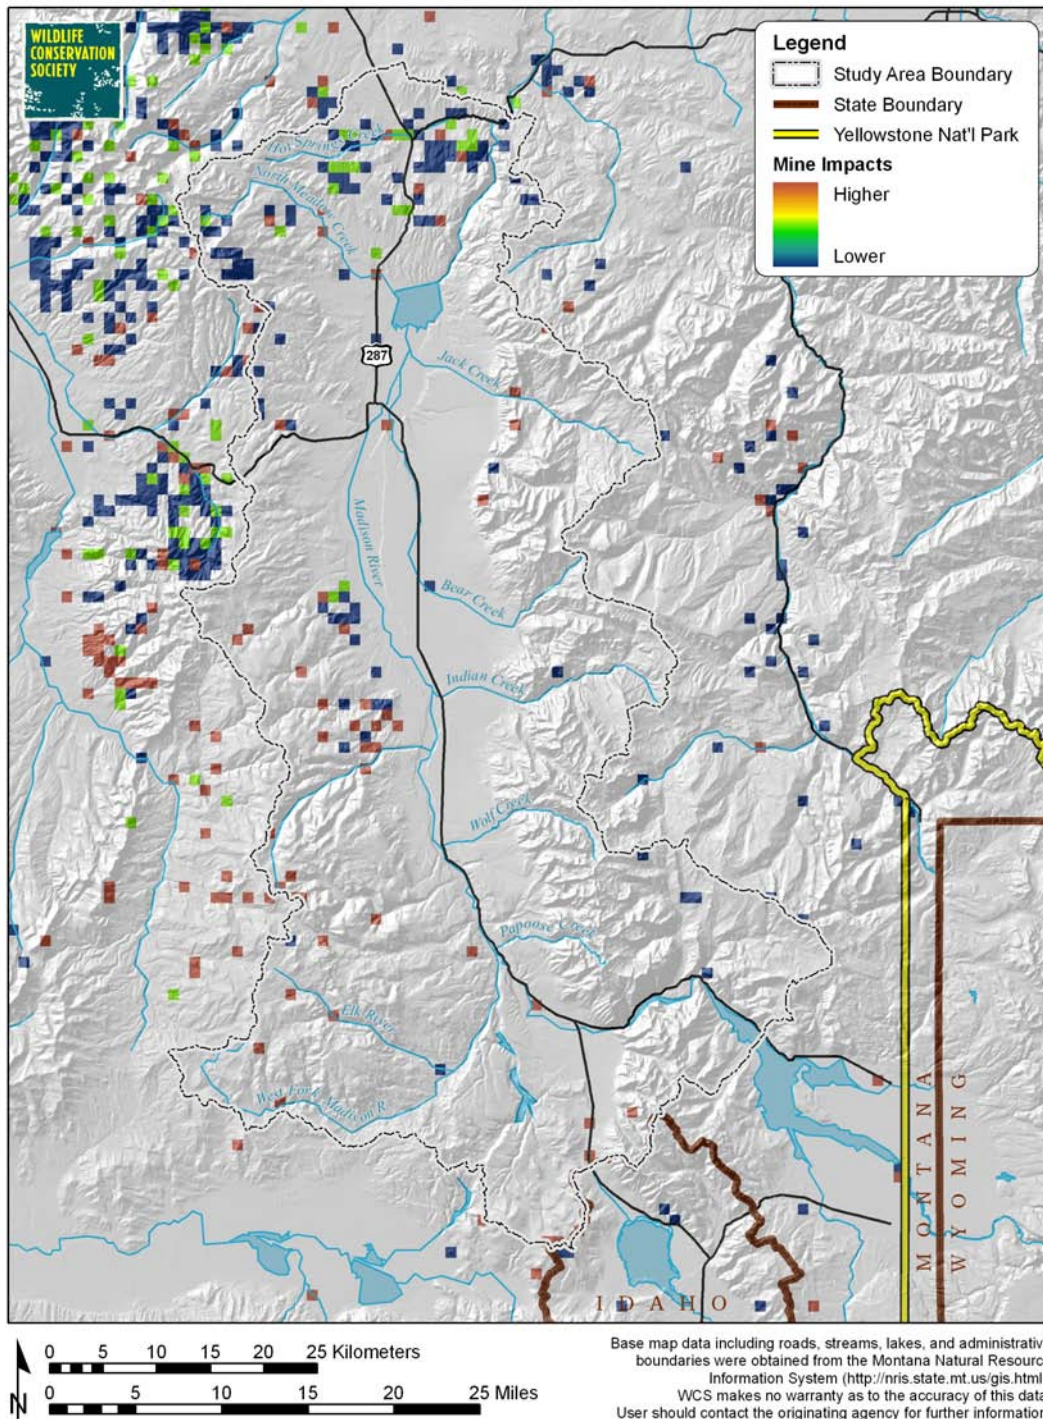 WILDLIFE
CONSERVATION
SOCIETY
Legend
Study Area Boundary
State Boundary
Yellowstone Nat'l Park
Mine Impacts
Higher
Lower
Hot Springs Creek
North Meadow Creek
287
Jack Creek
Madison River
Bear Creek
Indian Creek
Wolf Creek
Papoose Creek
Elk River
West Fork Madison R.
MONTANA
WYOMING
IDAHO
0 5 10 15 20 25 Kilometers
0 5 10 15 20 25 Miles
N
Base map data including roads, streams, lakes, and administrativ
boundaries were obtained from the Montana Natural Resourc
Information System (http://nris.state.mt.us/gis.html
WCS makes no warranty as to the accuracy of this data
User should contact the originating agency for further information